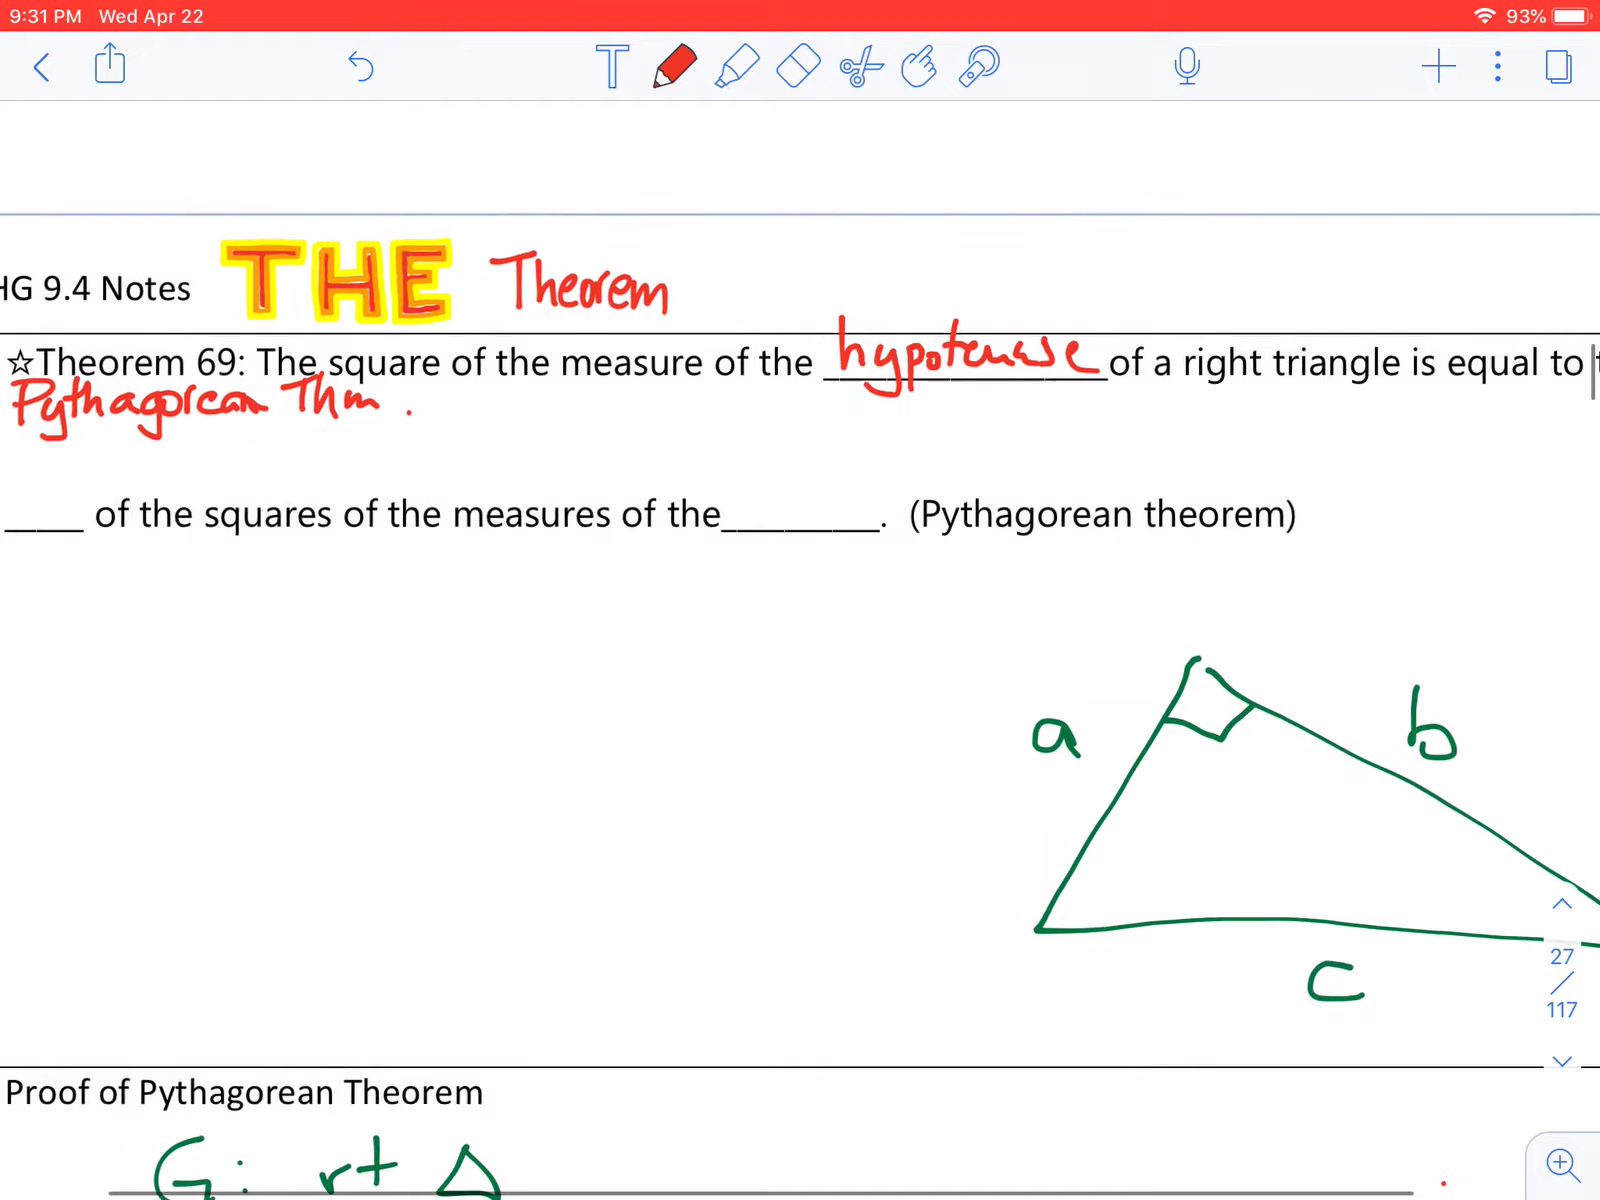 9:31 PM Wed Apr 22 93%
HG 9.4 Notes THE Theorem
☆Theorem 69: The square of the measure of the hypotenuse of a right triangle is equal to
Pythagorean Thm.
____ of the squares of the measures of the________. (Pythagorean theorem)
a b
c
27
/
117
Proof of Pythagorean Theorem
G: rt Δ